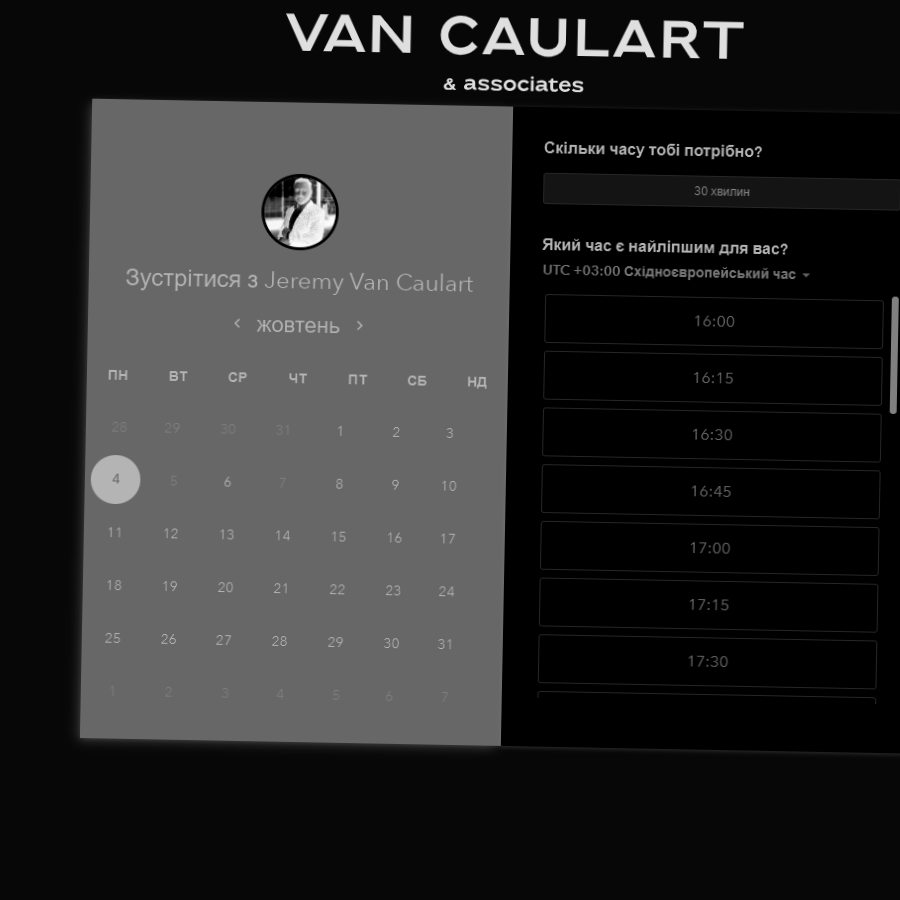 VAN CAULART
& associates
Зустрітися з Jeremy Van Caulart
жовтень
ПН ВТ СР ЧТ ПТ СБ НД
28 29 30 31 1 2 3
4 5 6 7 8 9 10
11 12 13 14 15 16 17
18 19 20 21 22 23 24
25 26 27 28 29 30 31
1 2 3 4 5 6 7
Скільки часу тобі потрібно?
30 хвилин
Який час є найліпшим для вас?
UTC +03:00 Східноєвропейський час
16:00
16:15
16:30
16:45
17:00
17:15
17:30